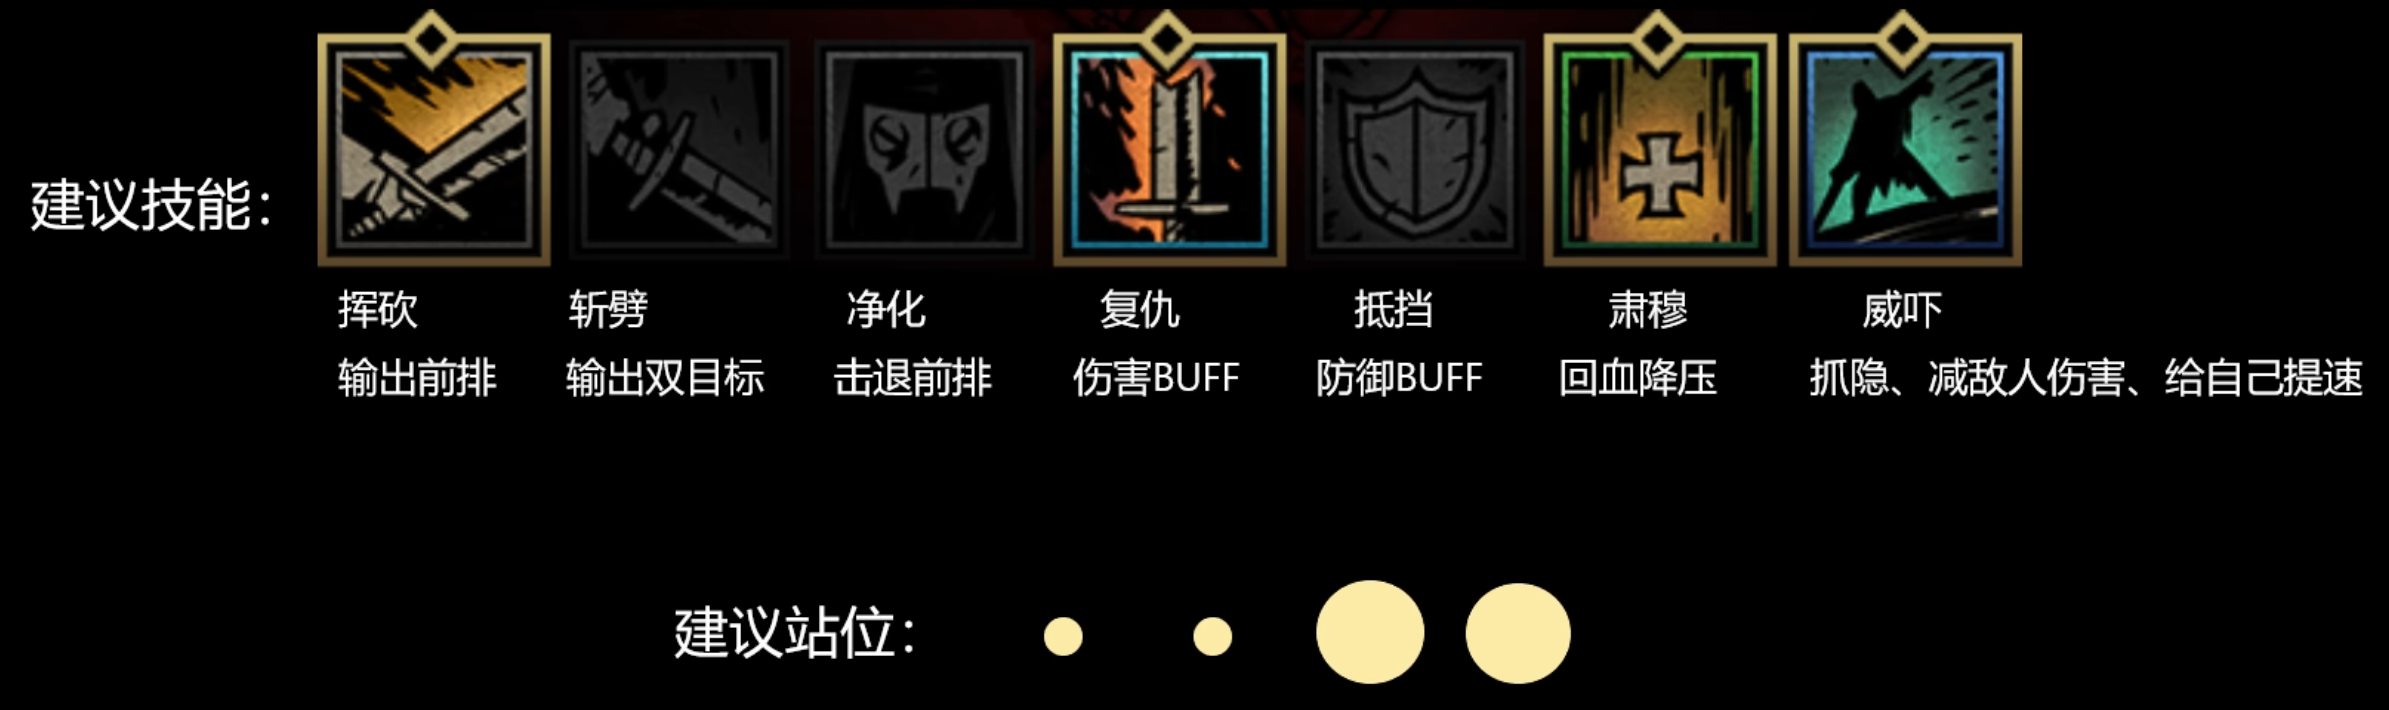 建议技能：
挥砍 斩劈 净化 复仇 抵挡 肃穆 威吓
输出前排 输出双目标 击退前排 伤害BUFF 防御BUFF 回血降压 抓隐、减敌人伤害、给自己提速
建议站位：